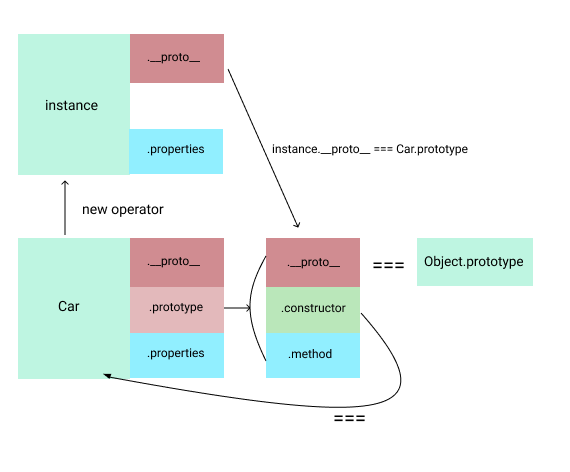 .__proto__
instance
.properties
instance.__proto__ === Car.prototype
new operator
.__proto__
.__proto__
===
Object.prototype
Car
.prototype
.constructor
.properties
.method
===